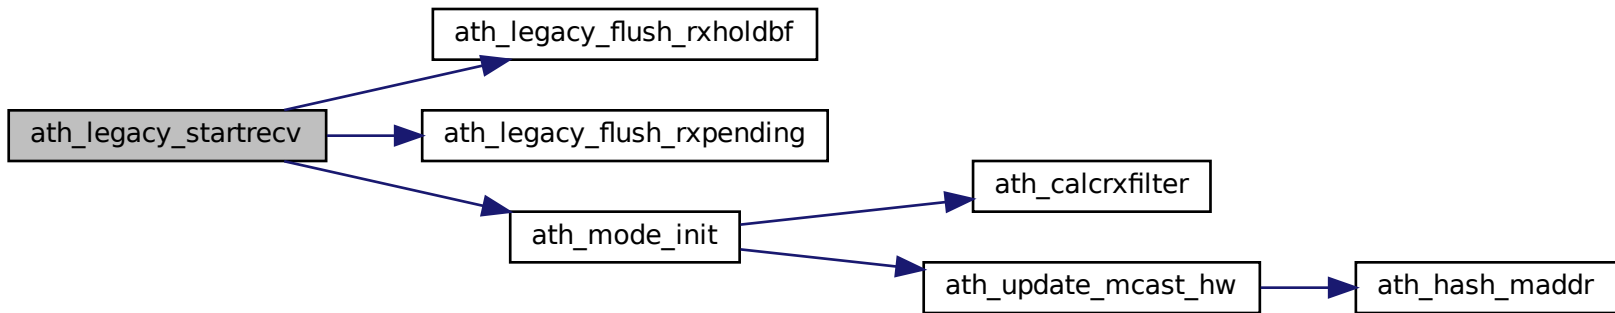 ath_legacy_flush_rxholdbf
ath_legacy_startrecv
ath_legacy_flush_rxpending
ath_calcrxfilter
ath_mode_init
ath_update_mcast_hw
ath_hash_maddr